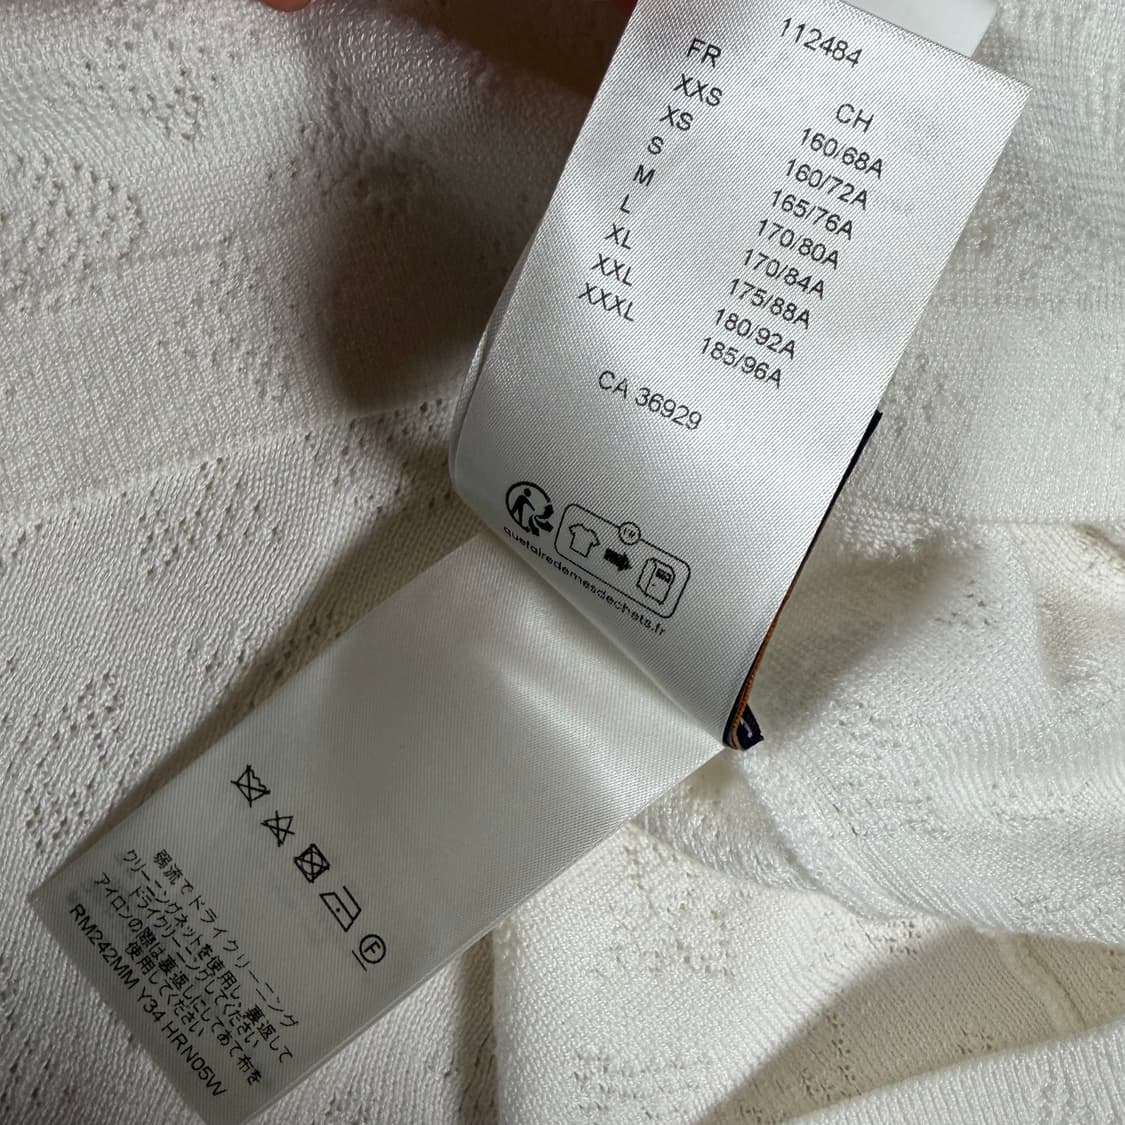 112484
FR CH
XXS 160/68A
XS 160/72A
S 165/76A
M 170/80A
L 170/84A
XL 175/88A
XXL 180/92A
XXXL 185/96A
CA 36929
FR
quefairedemesdechets.fr
F
弱流でドライクリーニング
クリーニングネットを使用し、裏返して
ドライクリーニングしてください
アイロンの際は裏返しにしてあて布を
使用してください
RM242MM Y34 HRN05W